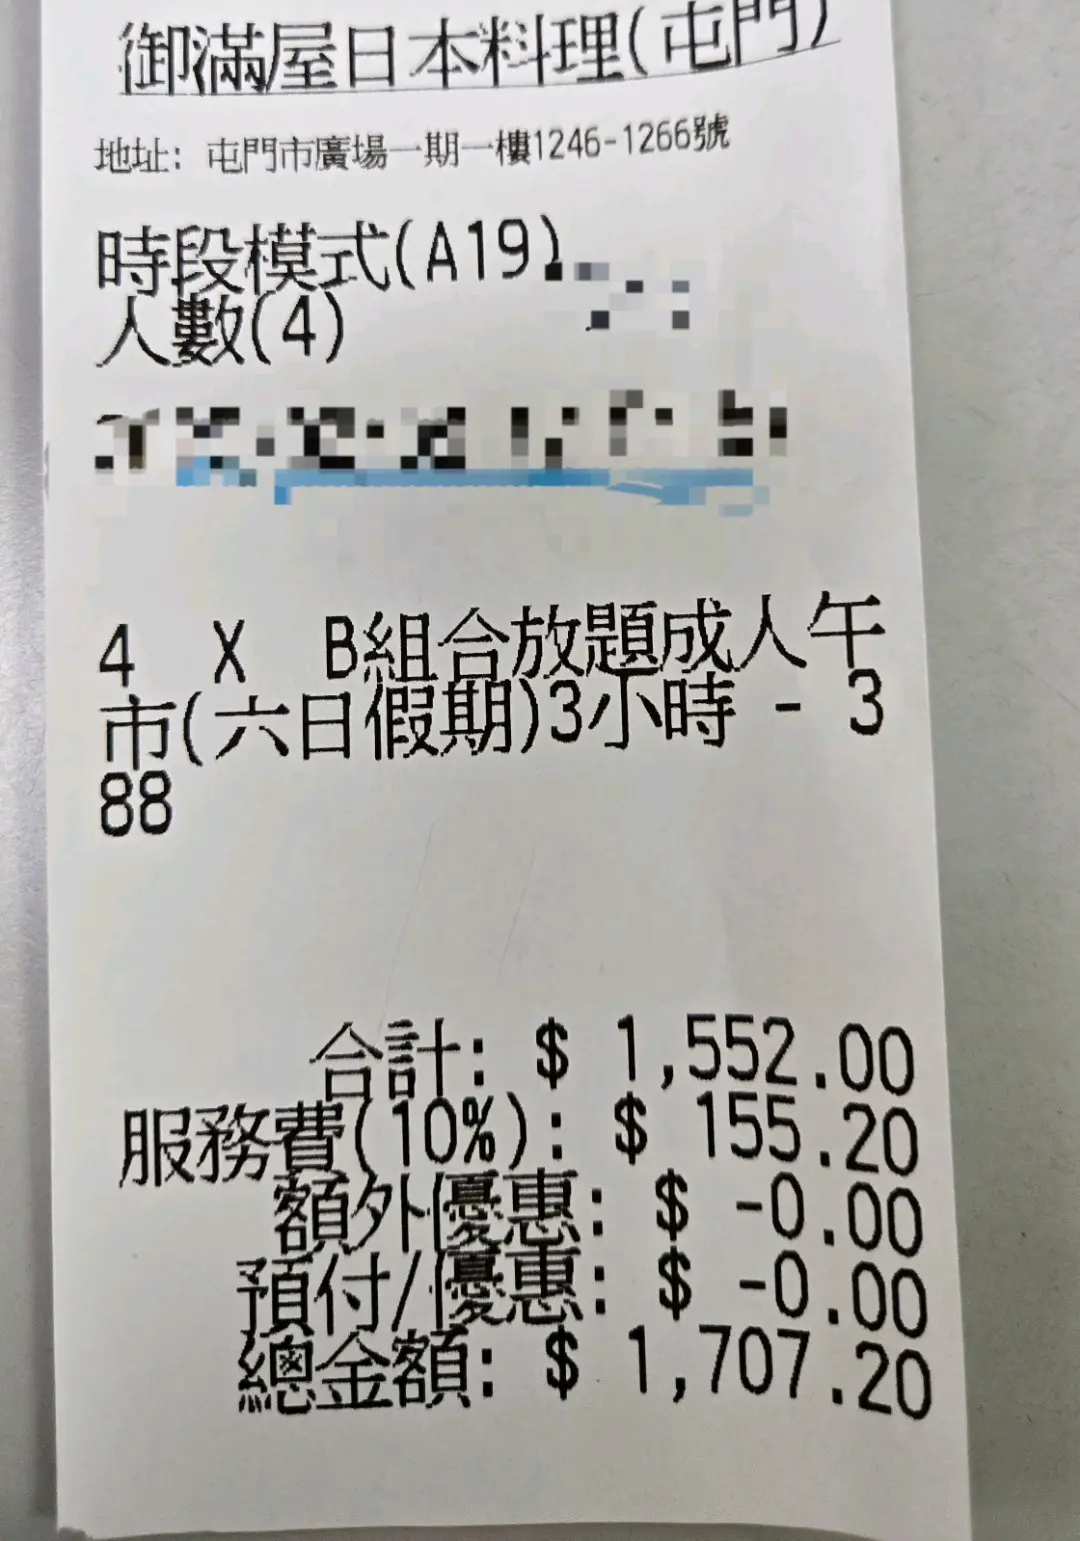 御滿屋日本料理(屯門)
地址: 屯門市廣場一期一樓1246-1266號
時段模式(A19)
人數(4)
4 X B組合放題成人午
市(六日假期)3小時 - 3
88
合計: $ 1,552.00
服務費(10%): $ 155.20
額外優惠: $ -0.00
預付/優惠: $ -0.00
總金額: $ 1,707.20